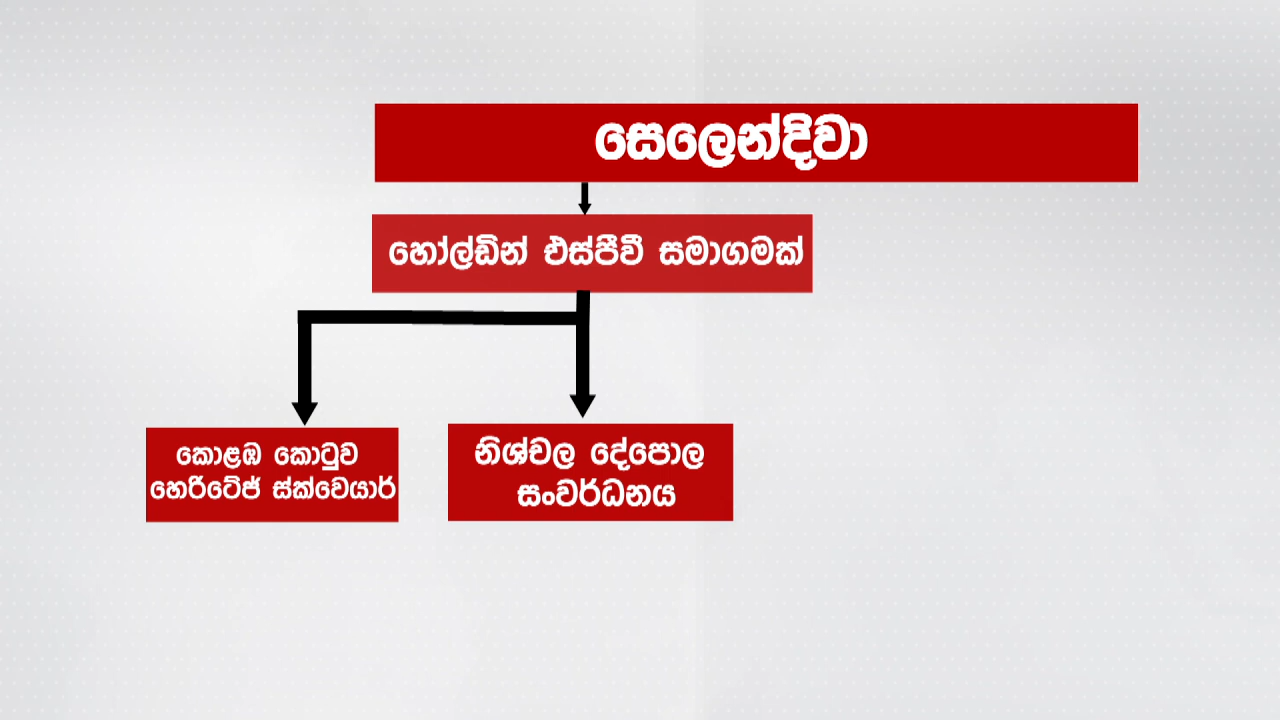 සෙලෙන්දිවා
හෝල්ඩින් එස්පීවී සමාගමක්
කොළඹ කොටුව
හෙරිටේජ් ස්ක්වෙයාර්
නිශ්චල දේපොල
සංවර්ධනය